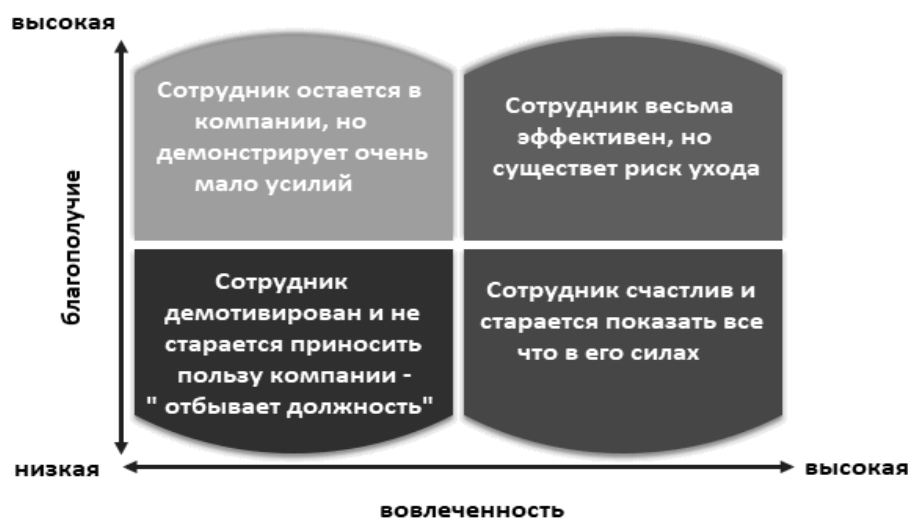 высокая
Сотрудник остается в
компании, но
демонстрирует очень
мало усилий
Сотрудник весьма
эффективен, но
существет риск ухода
благополучие
Сотрудник
демотивирован и не
старается приносить
пользу компании -
" отбывает должность"
Сотрудник счастлив и
старается показать все
что в его силах
низкая
высокая
вовлеченность